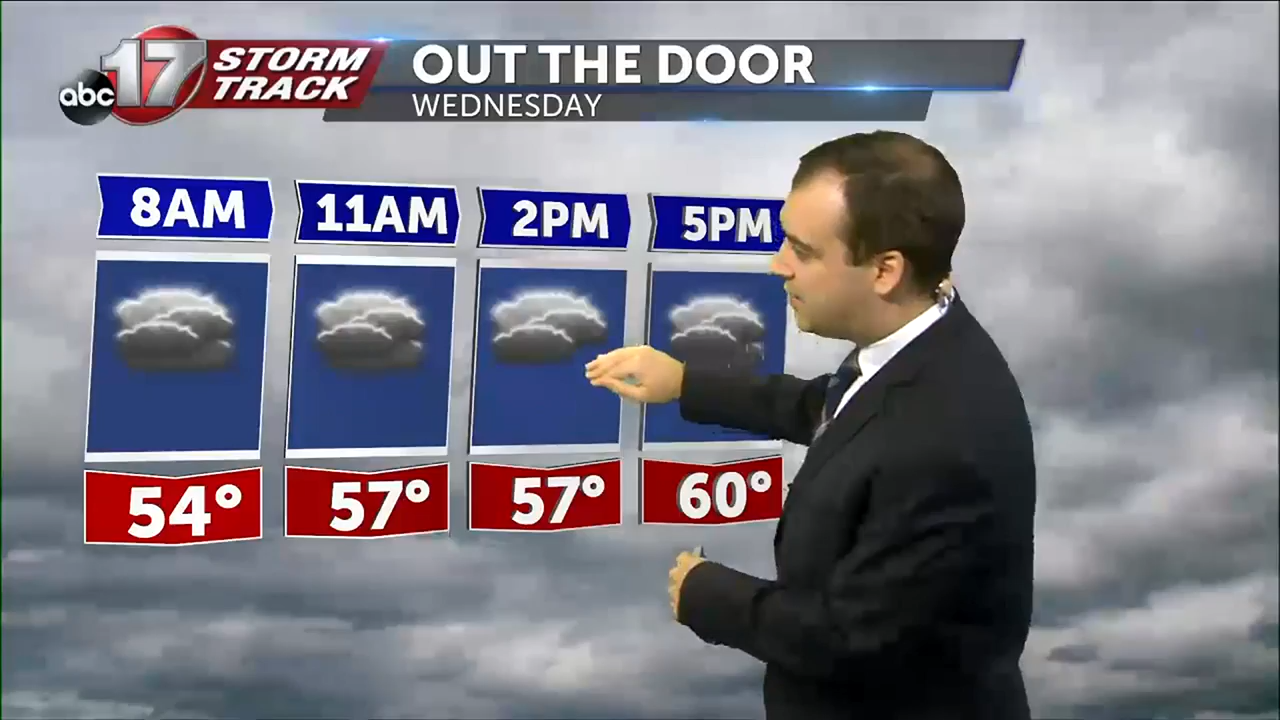 abc 17 STORM TRACK
OUT THE DOOR
WEDNESDAY
8AM 11AM 2PM 5PM
54° 57° 57° 60°